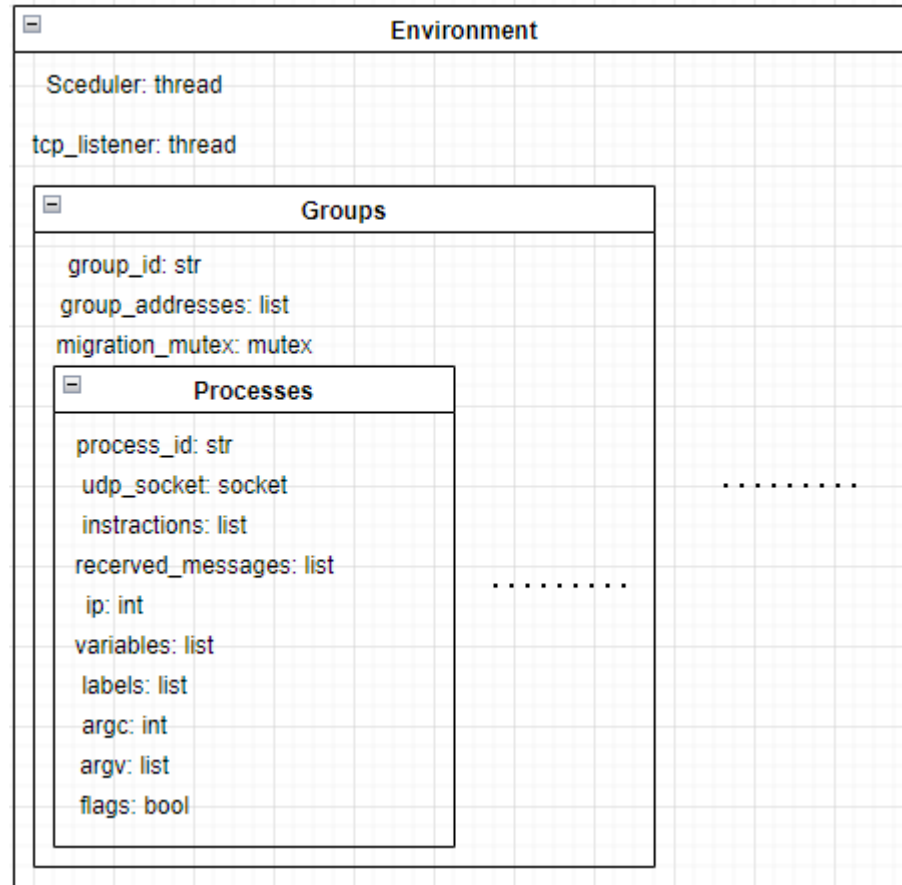 Environment
Sceduler: thread
tcp_listener: thread
Groups
group_id: str
group_addresses: list
migration_mutex: mutex
Processes
process_id: str
udp_socket: socket
instractions: list
recerved_messages: list
ip: int
variables: list
labels: list
argc: int
argv: list
flags: bool